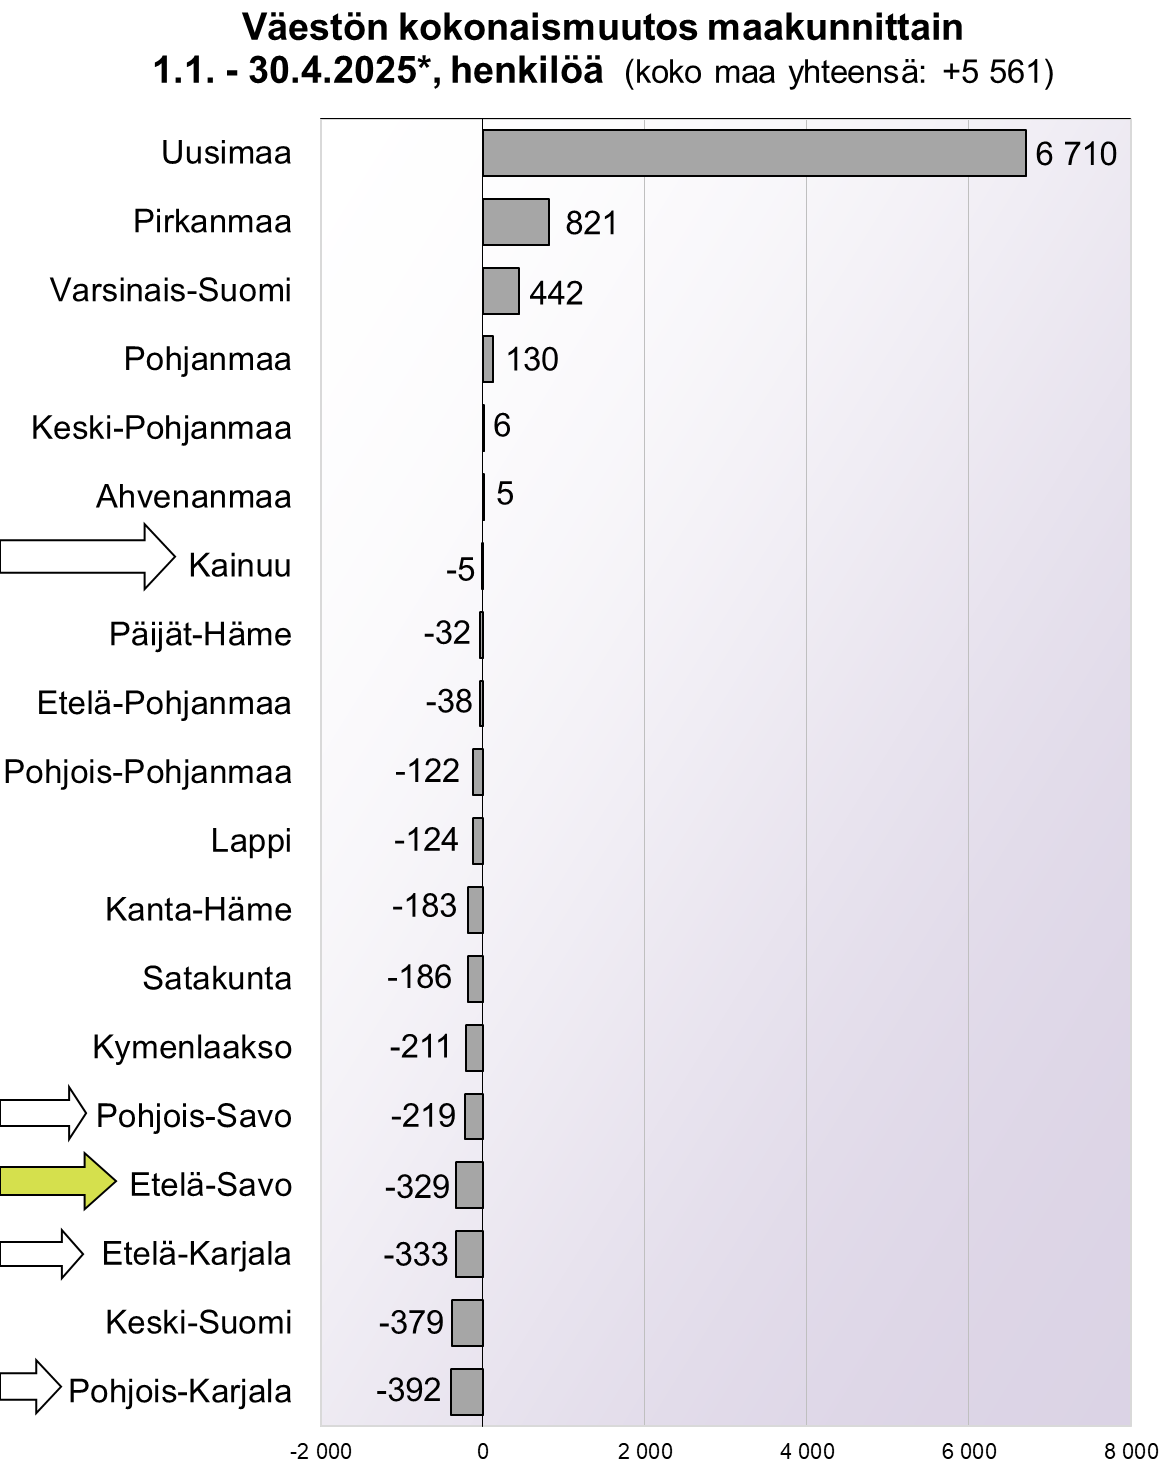 Väestön kokonaismuutos maakunnittain
1.1. - 30.4.2025*, henkilöä (koko maa yhteensä: +5 561)
Uusimaa 6 710
Pirkanmaa 821
Varsinais-Suomi 442
Pohjanmaa 130
Keski-Pohjanmaa 6
Ahvenanmaa 5
Kainuu -5
Päijät-Häme -32
Etelä-Pohjanmaa -38
Pohjois-Pohjanmaa -122
Lappi -124
Kanta-Häme -183
Satakunta -186
Kymenlaakso -211
Pohjois-Savo -219
Etelä-Savo -329
Etelä-Karjala -333
Keski-Suomi -379
Pohjois-Karjala -392
-2 000 0 2 000 4 000 6 000 8 000